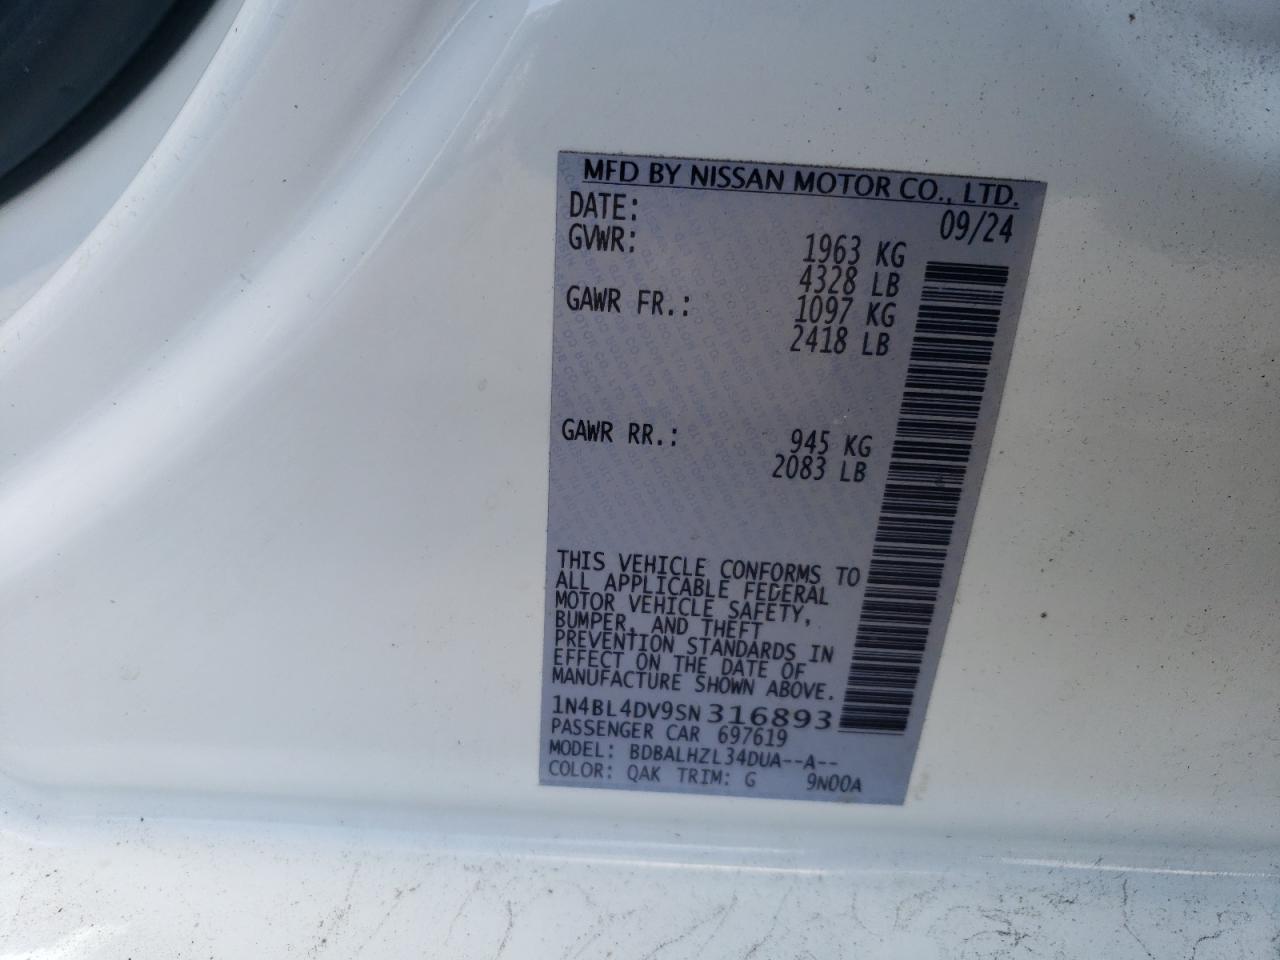 MFD BY NISSAN MOTOR CO., LTD.
DATE: 09/24
GVWR: 1963 KG
4328 LB
GAWR FR.: 1097 KG
2418 LB
GAWR RR.: 945 KG
2083 LB
THIS VEHICLE CONFORMS TO
ALL APPLICABLE FEDERAL
MOTOR VEHICLE SAFETY,
BUMPER, AND THEFT
PREVENTION STANDARDS IN
EFFECT ON THE DATE OF
MANUFACTURE SHOWN ABOVE.
1N4BL4DV9SN316893
PASSENGER CAR 697619
MODEL: BDBALHZL34DUA--A--
COLOR: QAK TRIM: G 9N00A